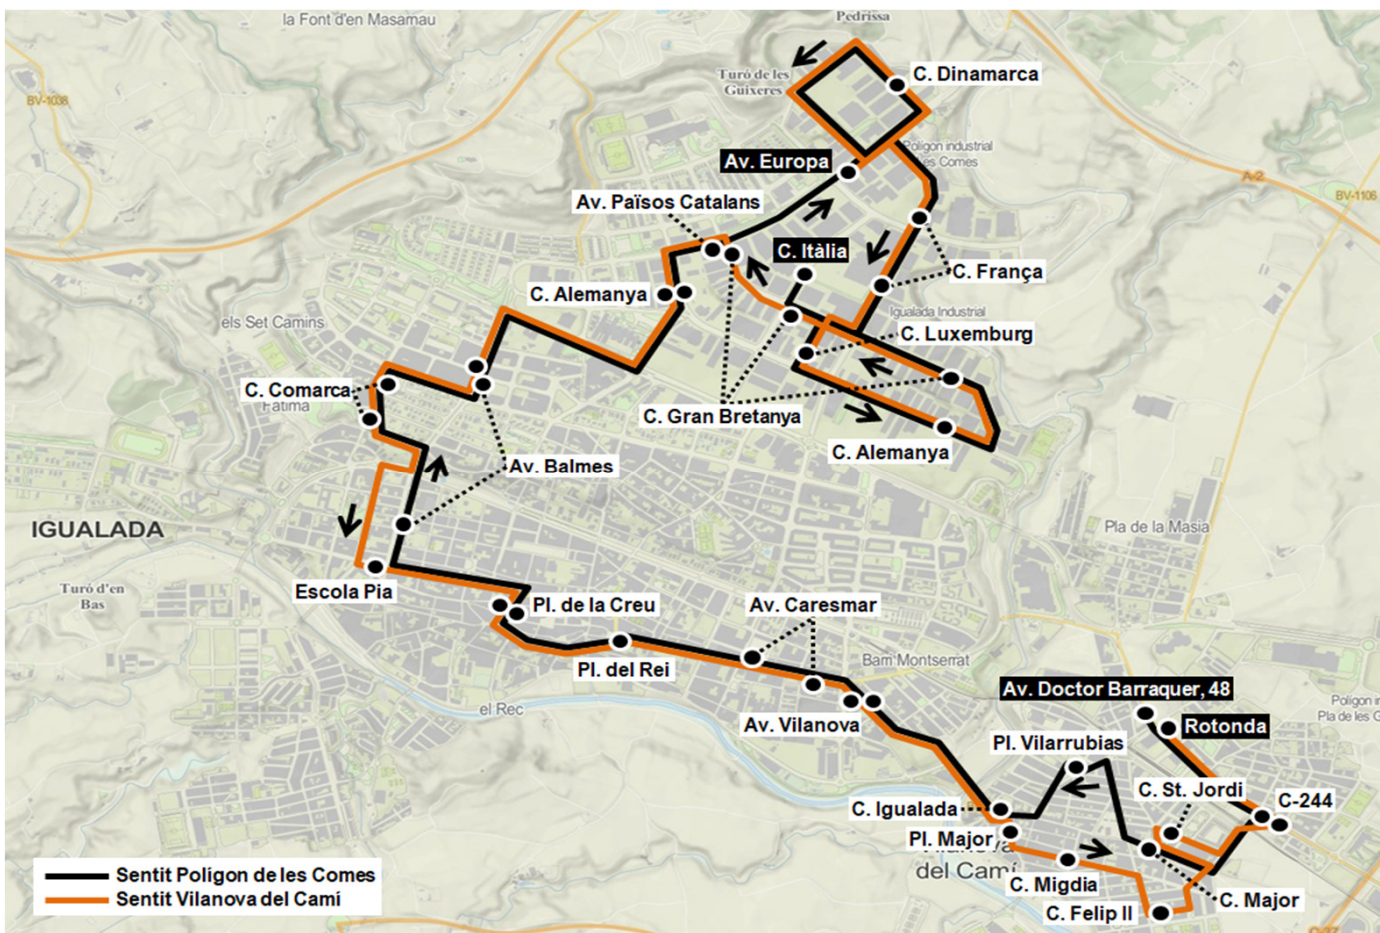 la Font d'en Masarnau
Pedrissa
Turó de les
Guixeres
C. Dinamarca
BV-1038
Polígon industrial
Les Comes
Av. Europa
A-2
BV-1106
Av. Països Catalans
C. Itàlia
C. França
C. Alemanya
Igualada Industrial
els Set Camins
C. Luxemburg
C. Comarca
Fàtima
C. Gran Bretanya
C. Alemanya
Av. Balmes
IGUALADA
Pla de la Masia
Turó d'en
Bas
Escola Pia
Pl. de la Creu
Av. Caresmar
Pl. del Rei
Barri Montserrat
Av. Doctor Barraquer, 48
el Rec
Av. Vilanova
Rotonda
Pl. Vilarrubias
C. St. Jordi
C. Igualada
C-244
Pl. Major
Vilanova
del Camí
Sentit Polígon de les Comes
C. Migdia
C. Major
Sentit Vilanova del Camí
C. Felip II